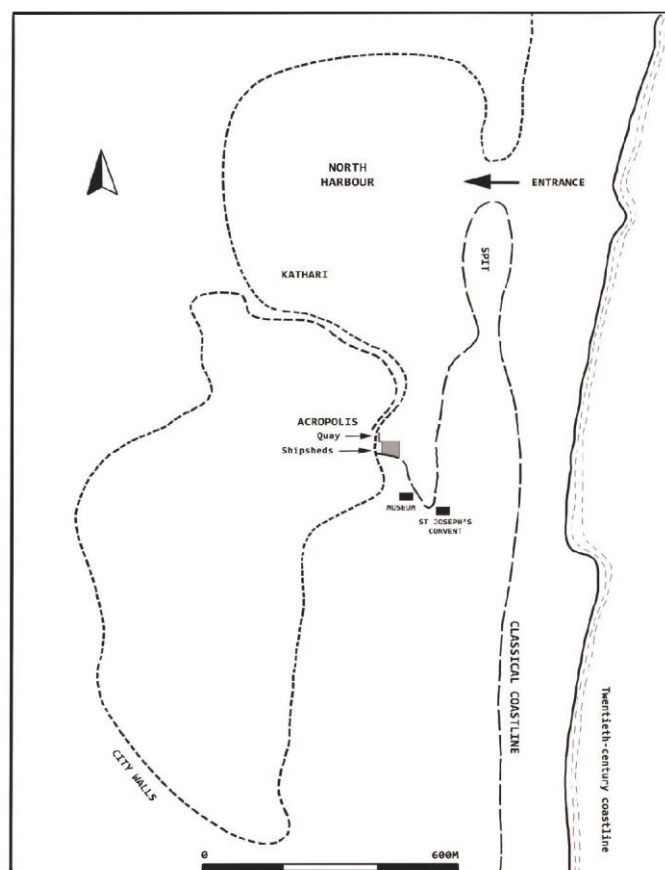 NORTH
HARBOUR
ENTRANCE
SPIT
KATHARI
ACROPOLIS
Quay
Shipsheds
MUSEUM
ST JOSEPH'S
CONVENT
CLASSICAL COASTLINE
Twentieth-century coastline
CITY WALLS
0 600M